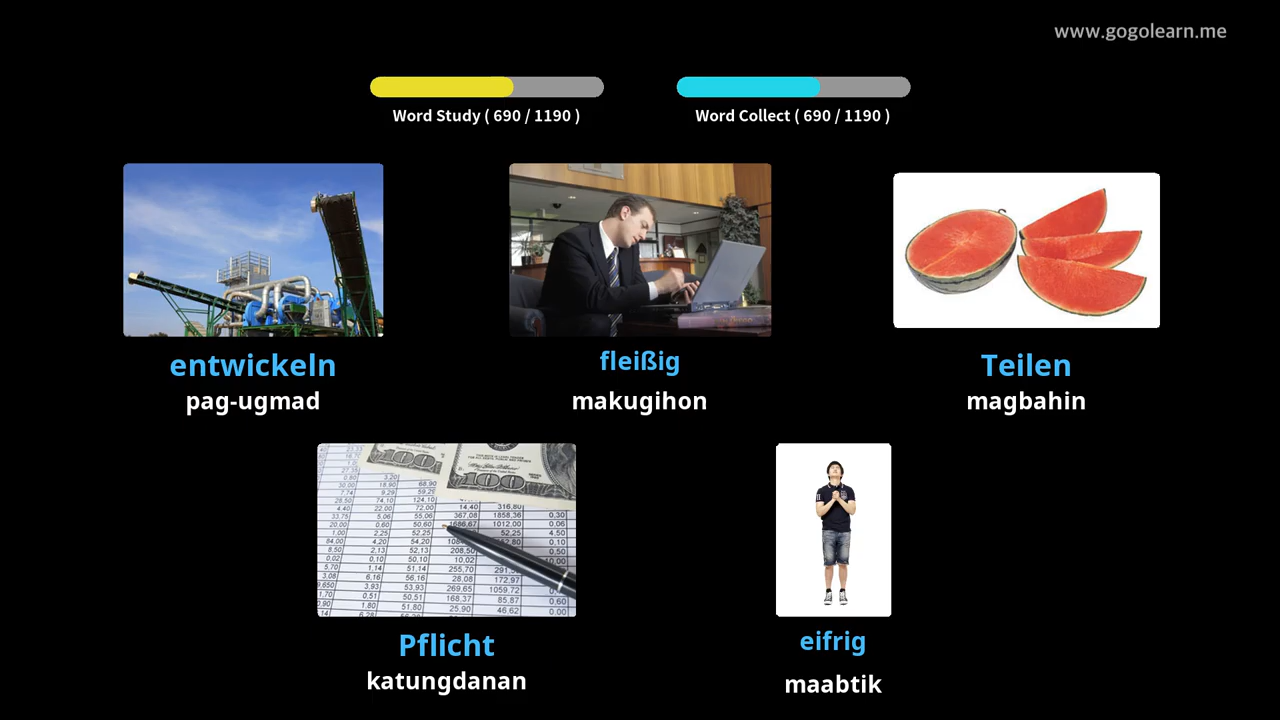 www.gogolearn.me
Word Study ( 690 / 1190 )
Word Collect ( 690 / 1190 )
entwickeln
pag-ugmad
fleißig
makugihon
Teilen
magbahin
Pflicht
katungdanan
eifrig
maabtik